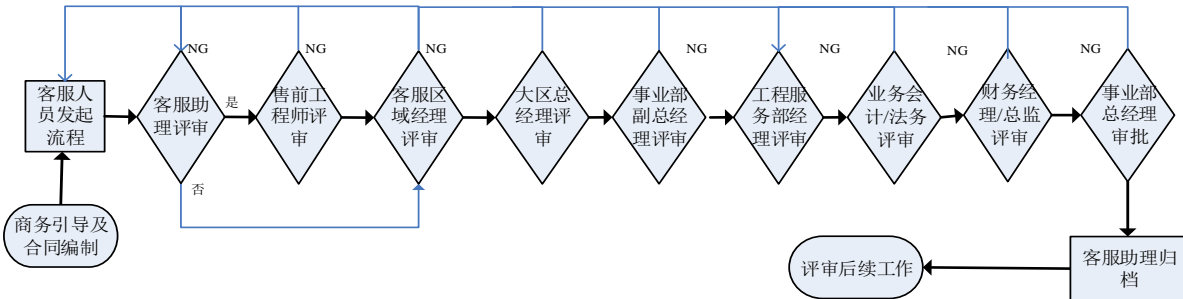 NG
NG
NG
NG
NG
NG
NG
客服人
员发起
流程
客服助
理评审
是
售前工
程师评
审
客服区
域经理
评审
大区总
经理评审
事业部
副总经
理评审
工程服
务部经
理评审
业务会
计/法务
评审
财务经
理/总监
评审
事业部
总经理
审批
否
商务引导及
合同编制
评审后续工作
客服助理归
档